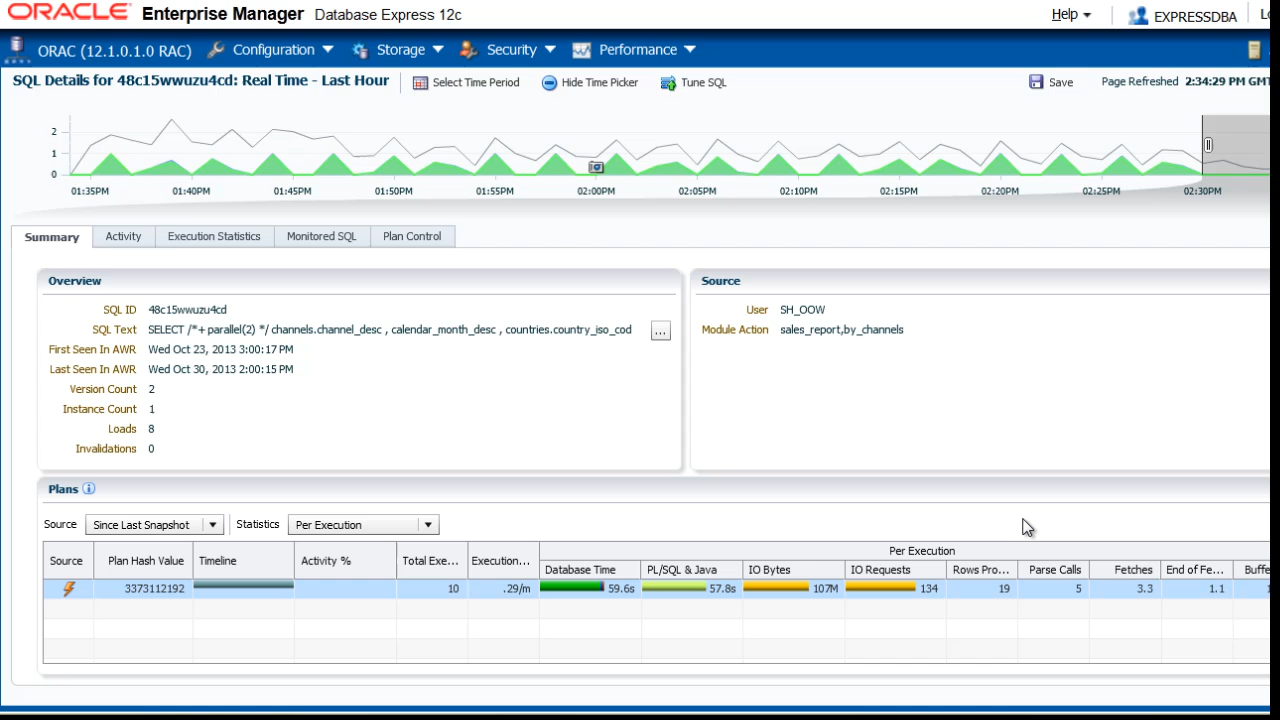 ORACLE Enterprise Manager Database Express 12c Help
EXPRESSDBA
ORAC (12.1.0.1.0 RAC) Configuration Storage Security Performance
SQL Details for 48c15wwuzu4cd: Real Time - Last Hour Select Time Period Hide Time Picker Tune SQL Save Page Refreshed 2:34:29 PM GMT
2
1
0
01:35PM 01:40PM 01:45PM 01:50PM 01:55PM 02:00PM 02:05PM 02:10PM 02:15PM 02:20PM 02:25PM 02:30PM
Summary Activity Execution Statistics Monitored SQL Plan Control
Overview
SQL ID 48c15wwuzu4cd
SQL Text SELECT /*+ parallel(2) */ channels.channel_desc , calendar_month_desc , countries.country_iso_cod ...
First Seen In AWR Wed Oct 23, 2013 3:00:17 PM
Last Seen In AWR Wed Oct 30, 2013 2:00:15 PM
Version Count 2
Instance Count 1
Loads 8
Invalidations 0
Source
User SH_OOW
Module Action sales_report,by_channels
Plans
Source Since Last Snapshot Statistics Per Execution
Source Plan Hash Value Timeline Activity % Total Exe... Execution... Per Execution
Database Time PL/SQL & Java IO Bytes IO Requests Rows Pro... Parse Calls Fetches End of Fe... Buffe
3373112192 10 .29/m 59.6s 57.8s 107M 134 19 5 3.3 1.1